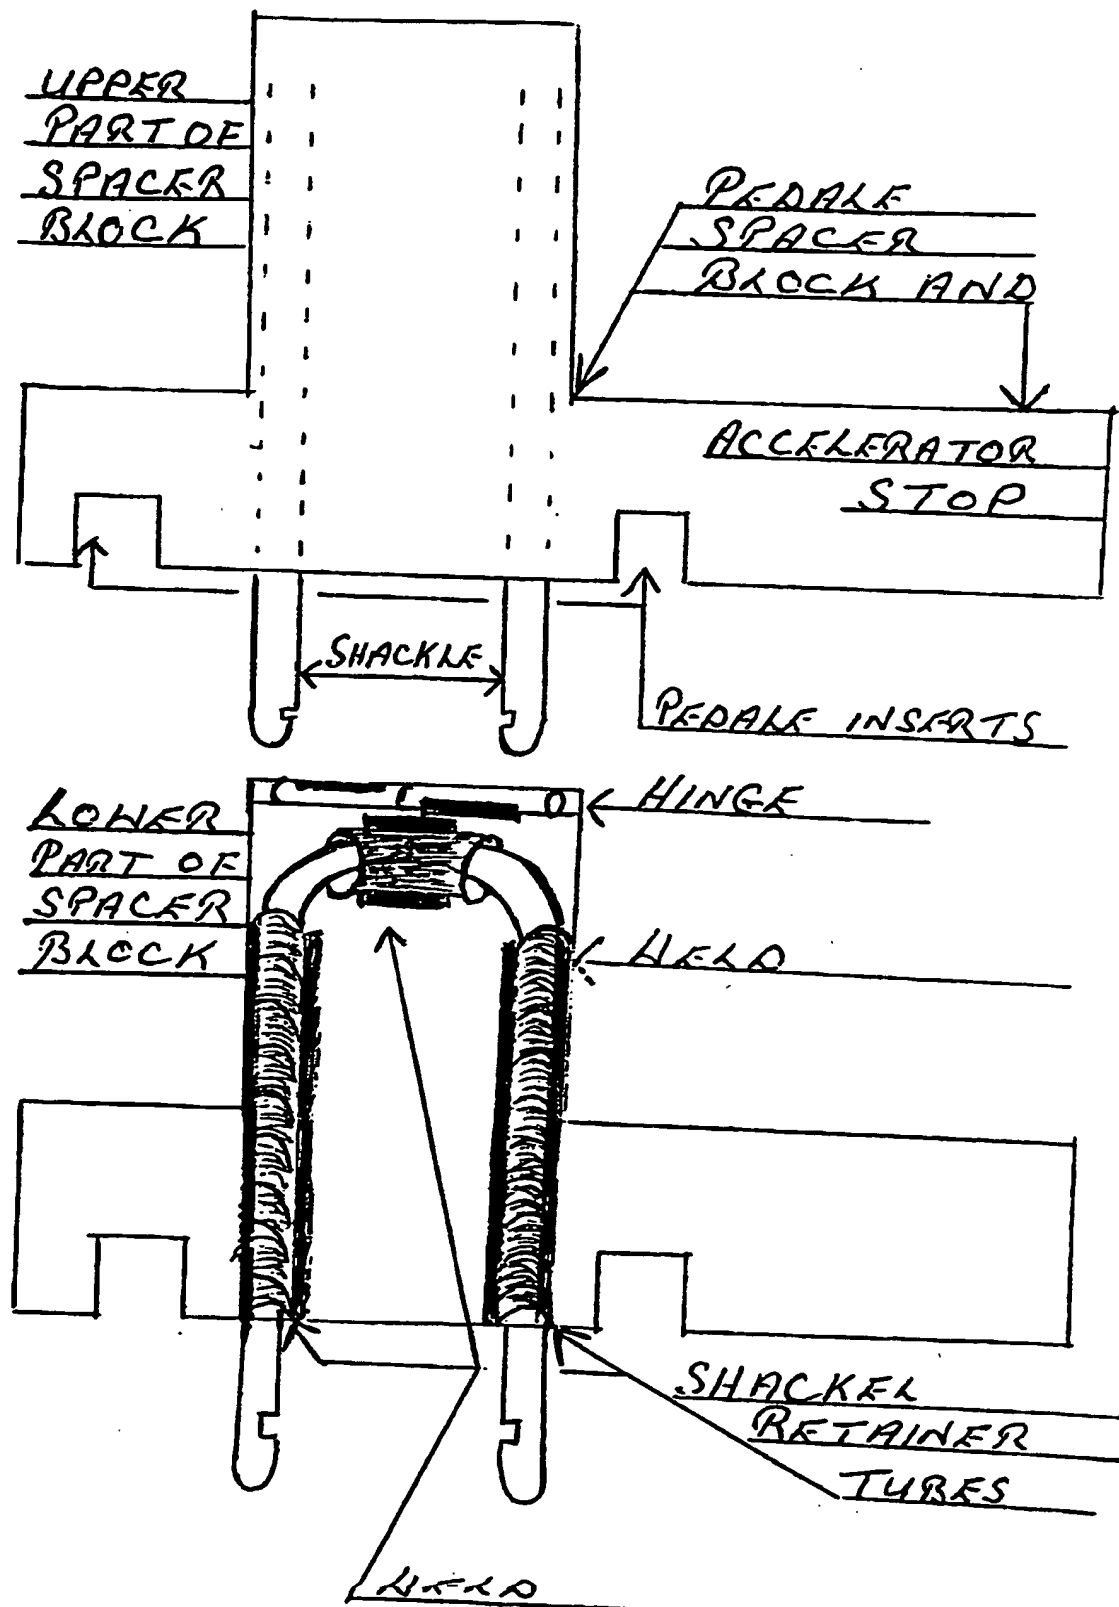 UPPER
PART OF
SPACER
BLOCK
PEDALE
SPACER
BLOCK AND
ACCELERATOR
STOP
SHACKLE
PEDALE INSERTS
LOWER
PART OF
SPACER
BLOCK
HINGE
WELD
SHACKEL
RETAINER
TUBES
WELD